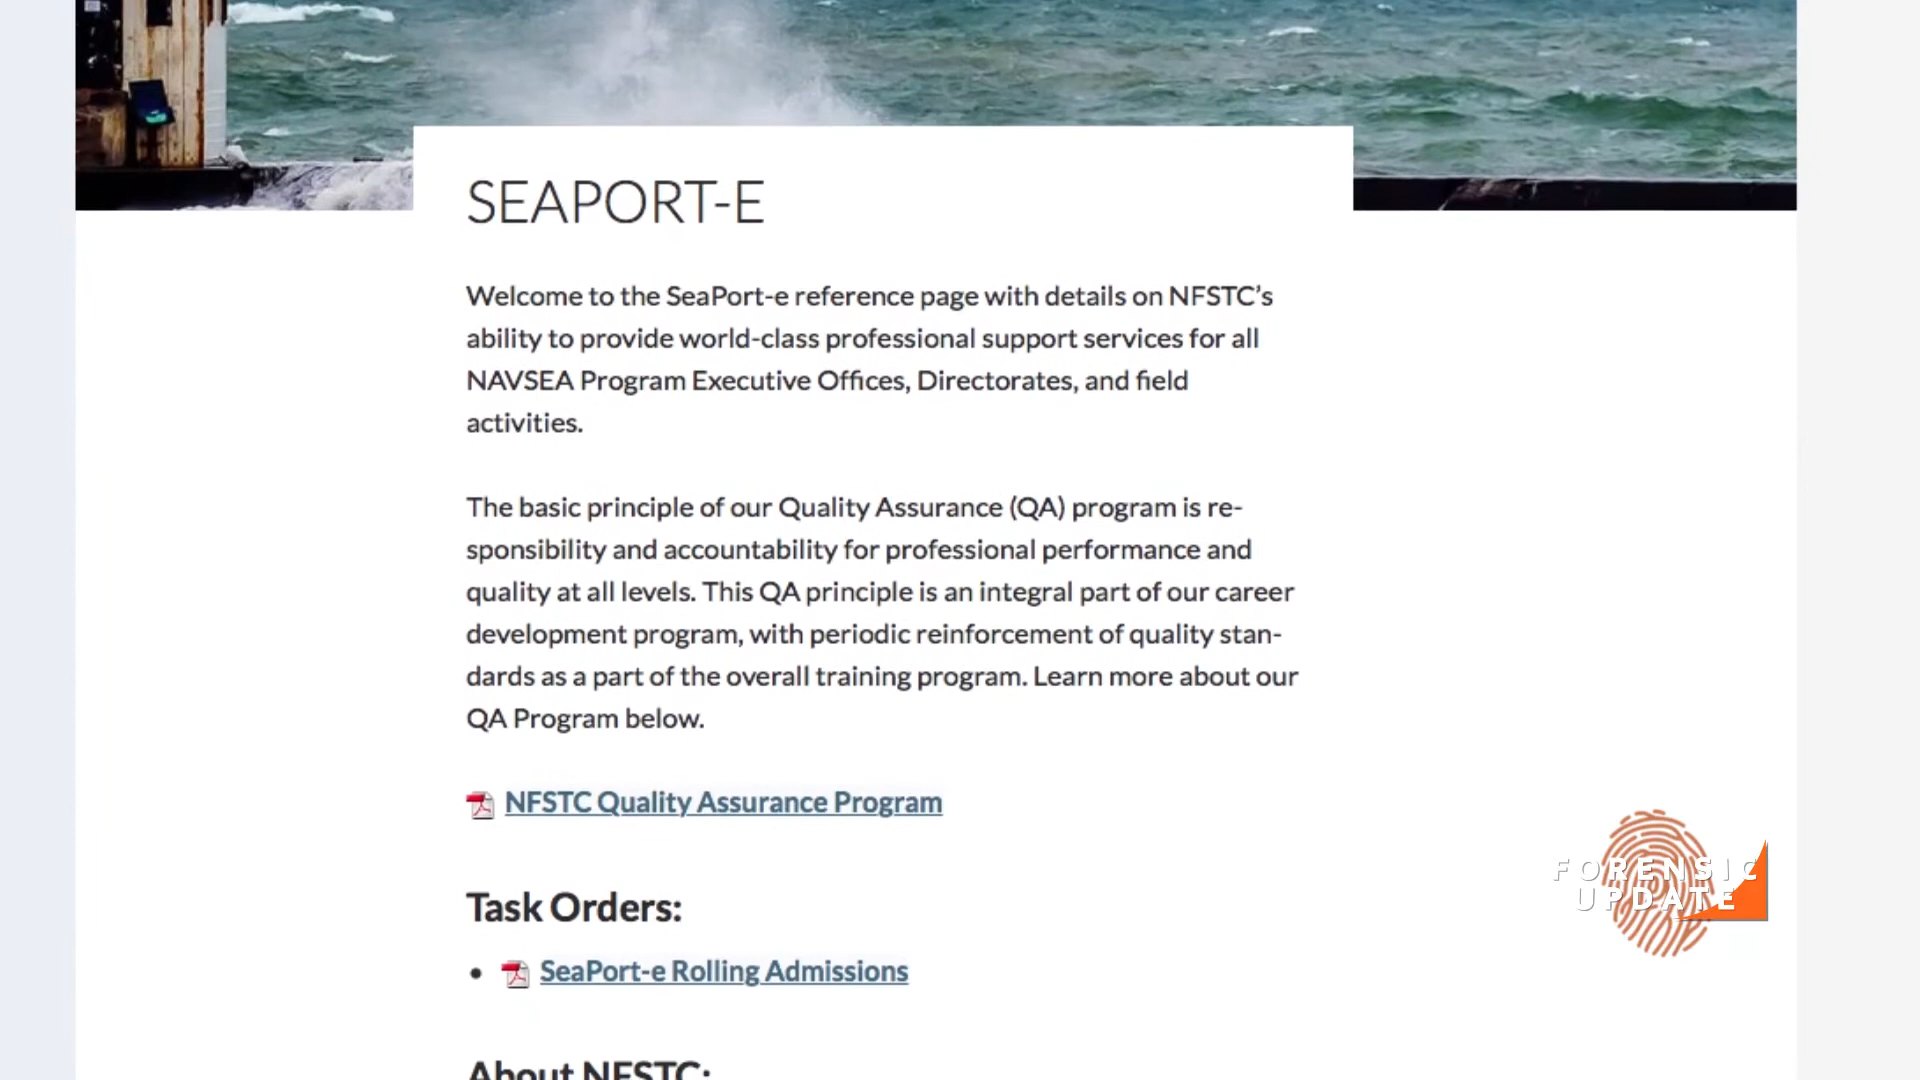 SEAPORT-E
Welcome to the SeaPort-e reference page with details on NFSTC’s
ability to provide world-class professional support services for all
NAVSEA Program Executive Offices, Directorates, and field
activities.
The basic principle of our Quality Assurance (QA) program is re-
sponsibility and accountability for professional performance and
quality at all levels. This QA principle is an integral part of our career
development program, with periodic reinforcement of quality stan-
dards as a part of the overall training program. Learn more about our
QA Program below.
NFSTC Quality Assurance Program
Task Orders:
• SeaPort-e Rolling Admissions
About NFSTC:
FORENSIC
UPDATE